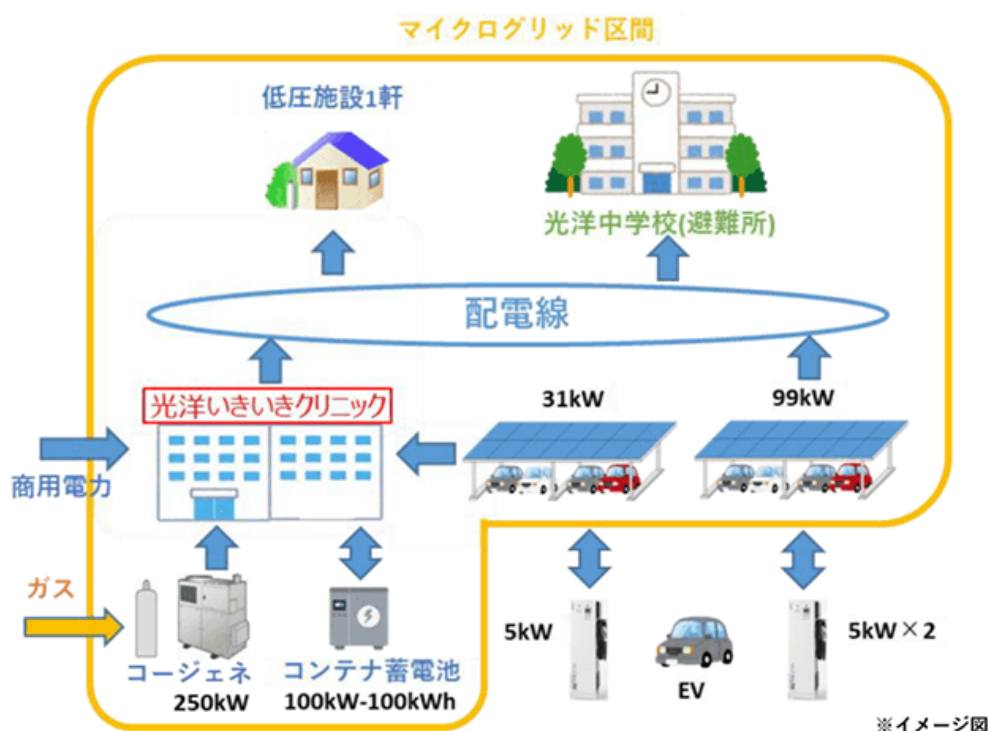 マイクログリッド区間
低圧施設1軒
光洋中学校(避難所)
配電線
光洋いきいきクリニック
31kW
99kW
商用電力
ガス
コージェネ
250kW
コンテナ蓄電池
100kW-100kWh
5kW
EV
5kW×2
※イメージ図